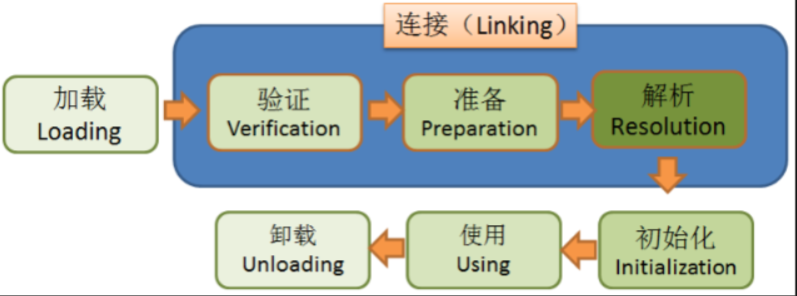 连接（Linking）
加载
Loading
验证
Verification
准备
Preparation
解析
Resolution
卸载
Unloading
使用
Using
初始化
Initialization